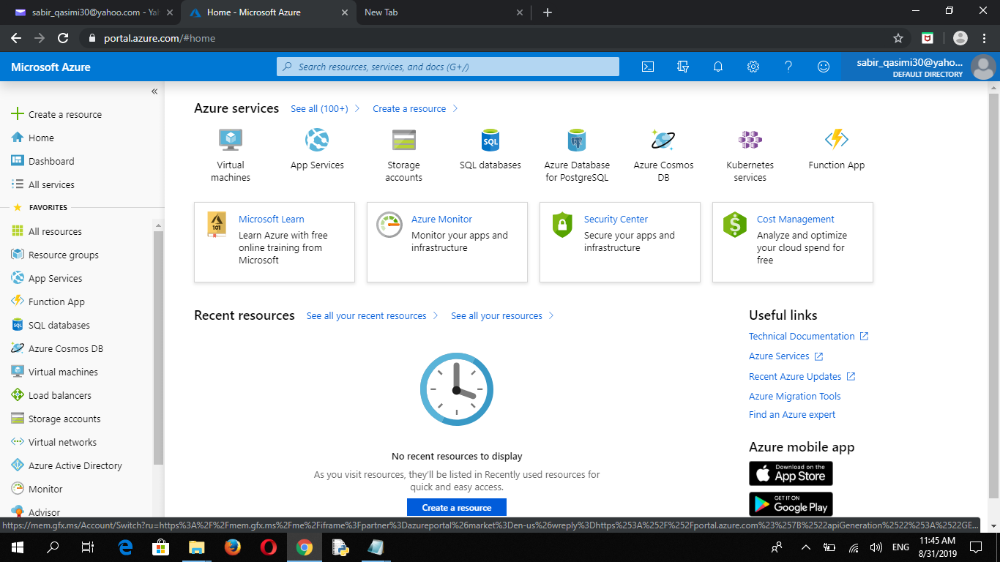 sabir_qasimi30@yahoo.com - Yah
Home - Microsoft Azure
New Tab
portal.azure.com/#home
Microsoft Azure
Search resources, services, and docs (G+/)
sabir_qasimi30@yaho...
DEFAULT DIRECTORY
Create a resource
Home
Dashboard
All services
FAVORITES
All resources
Resource groups
App Services
Function App
SQL databases
Azure Cosmos DB
Virtual machines
Load balancers
Storage accounts
Virtual networks
Azure Active Directory
Monitor
Advisor
Azure services
See all (100+)
Create a resource
Virtual
machines
App Services
Storage
accounts
SQL
SQL databases
Azure Database
for PostgreSQL
Azure Cosmos
DB
Kubernetes
services
Function App
101
Microsoft Learn
Learn Azure with free
online training from
Microsoft
Azure Monitor
Monitor your apps and
infrastructure
Security Center
Secure your apps and
infrastructure
Cost Management
Analyze and optimize
your cloud spend for
free
Recent resources
See all your recent resources
See all your resources
No recent resources to display
As you visit resources, they'll be listed in Recently used resources for
quick and easy access.
Create a resource
Useful links
Technical Documentation
Azure Services
Recent Azure Updates
Azure Migration Tools
Find an Azure expert
Azure mobile app
Download on the
App Store
GET IT ON
Google Play
https://mem.gfx.ms/Account/Switch?ru=https%3A%2F%2Fmem.gfx.ms%2Fme%2Fiframe%3Fpartner%3Dazureportal%26market%3Den-us%26wreply%3Dhttps%253A%252F%252Fportal.azure.com%23%257B%2522apiGeneration%2522%253A%2522GE...
ENG
11:45 AM
8/31/2019